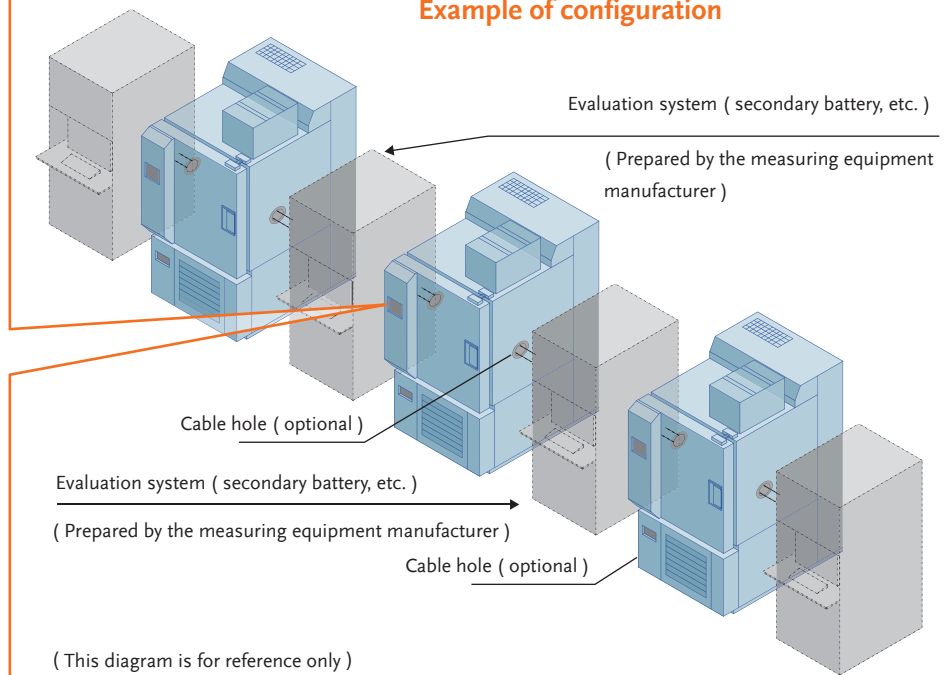 Example of configuration
Evaluation system ( secondary battery, etc. )
( Prepared by the measuring equipment
manufacturer )
Cable hole ( optional )
Evaluation system ( secondary battery, etc. )
( Prepared by the measuring equipment manufacturer )
Cable hole ( optional )
( This diagram is for reference only )